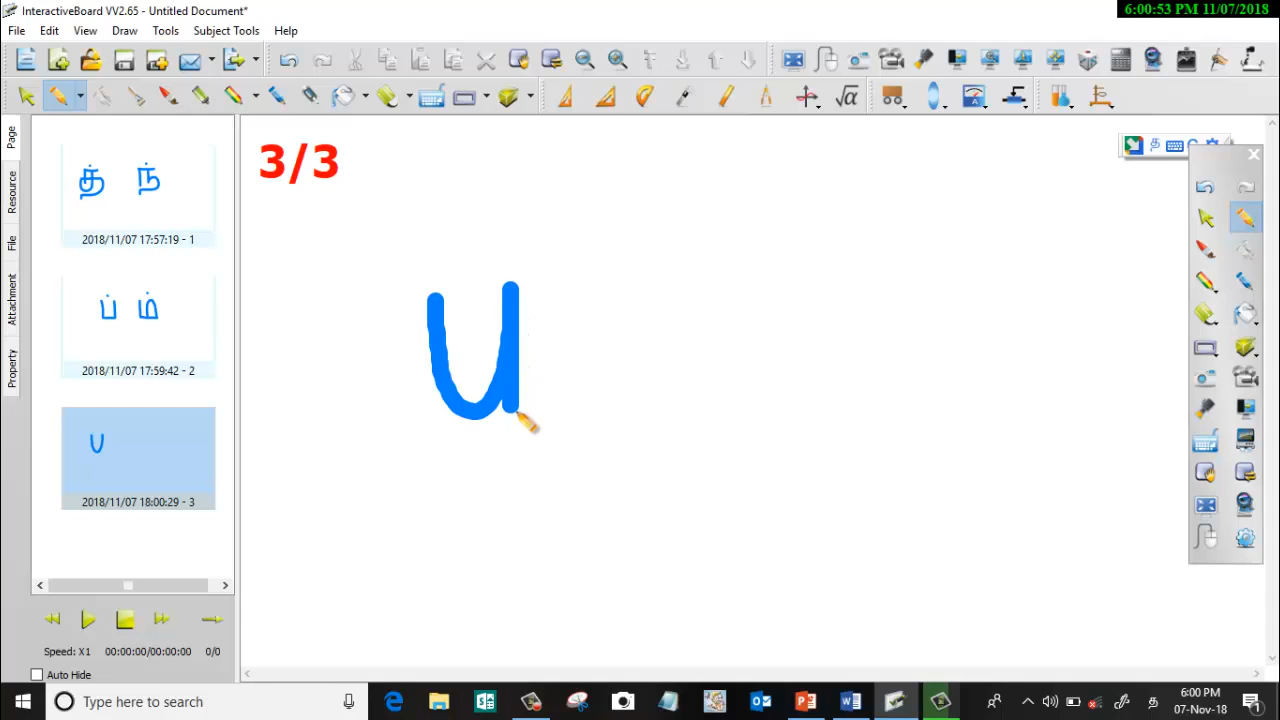 6:00:53 PM 11/07/2018
InteractiveBoard VV2.65 - Untitled Document*
File Edit View Draw Tools Subject Tools Help
Page
Resource
File
Attachment
Property
த் ந்
2018/11/07 17:57:19 - 1
ப் ம்
2018/11/07 17:59:42 - 2
2018/11/07 18:00:29 - 3
3/3
த
Speed: X1 00:00:00/00:00:00 0/0
Auto Hide
Type here to search
த
6:00 PM
07-Nov-18
1